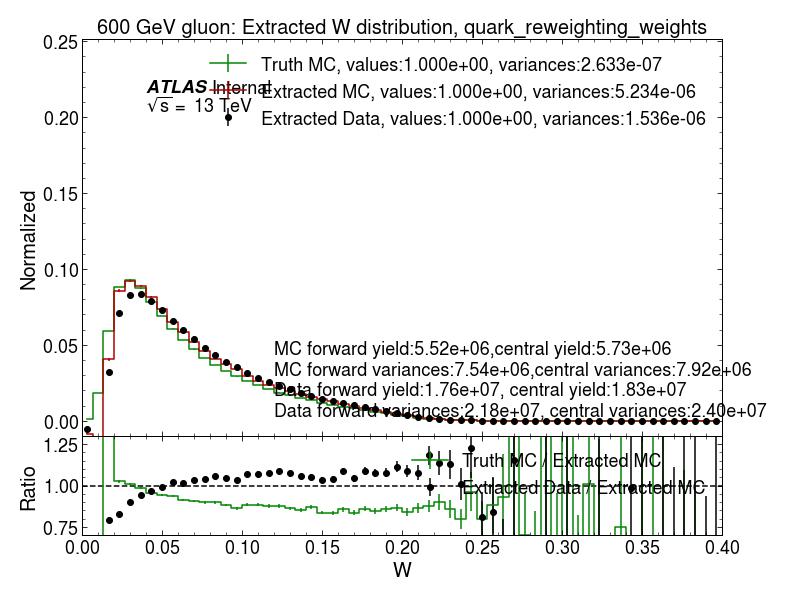 600 GeV gluon: Extracted W distribution, quark_reweighting_weights
0.25
Truth MC, values:1.000e+00, variances:2.633e-07
ATLAS Internal
Extracted MC, values:1.000e+00, variances:5.234e-06
√s = 13 TeV
Extracted Data, values:1.000e+00, variances:1.536e-06
0.20
0.15
Normalized
0.10
0.05
MC forward yield:5.52e+06,central yield:5.73e+06
MC forward variances:7.54e+06,central variances:7.92e+06
Data forward yield:1.76e+07, central yield:1.83e+07
Data forward variances:2.18e+07, central variances:2.40e+07
0.00
1.25
Truth MC / Extracted MC
Ratio
1.00
Extracted Data / Extracted MC
0.75
0.00 0.05 0.10 0.15 0.20 0.25 0.30 0.35 0.40
W